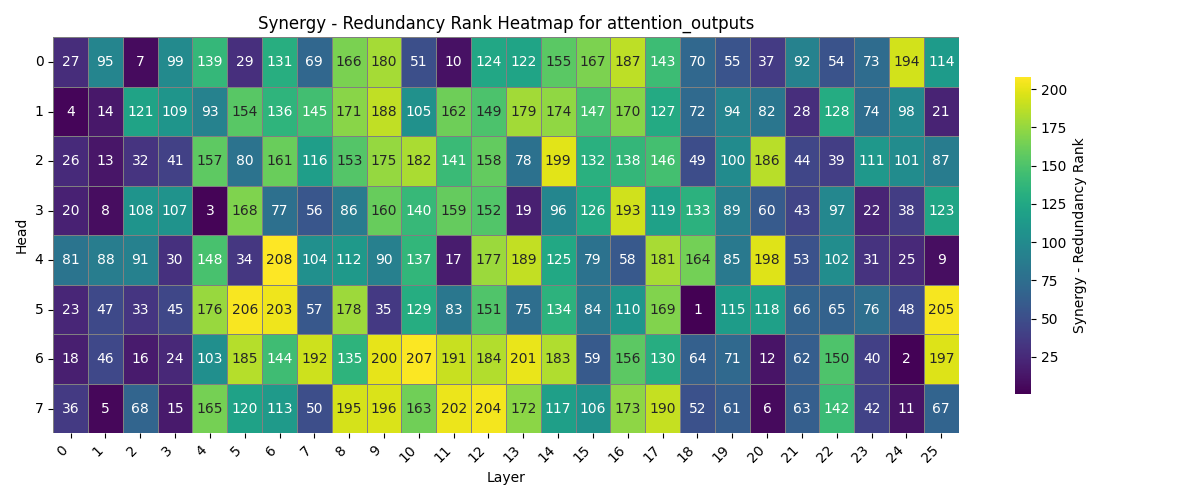 Synergy - Redundancy Rank Heatmap for attention_outputs
0 27 95 7 99 139 29 131 69 166 180 51 10 124 122 155 167 187 143 70 55 37 92 54 73 194 114
1 4 14 121 109 93 154 136 145 171 188 105 162 149 179 174 147 170 127 72 94 82 28 128 74 98 21
2 26 13 32 41 157 80 161 116 153 175 182 141 158 78 199 132 138 146 49 100 186 44 39 111 101 87
3 20 8 108 107 3 168 77 56 86 160 140 159 152 19 96 126 193 119 133 89 60 43 97 22 38 123
4 81 88 91 30 148 34 208 104 112 90 137 17 177 189 125 79 58 181 164 85 198 53 102 31 25 9
5 23 47 33 45 176 206 203 57 178 35 129 83 151 75 134 84 110 169 1 115 118 66 65 76 48 205
6 18 46 16 24 103 185 144 192 135 200 207 191 184 201 183 59 156 130 64 71 12 62 150 40 2 197
7 36 5 68 15 165 120 113 50 195 196 163 202 204 172 117 106 173 190 52 61 6 63 142 42 11 67
0 1 2 3 4 5 6 7 8 9 10 11 12 13 14 15 16 17 18 19 20 21 22 23 24 25
Layer
Head
200
175
150
125
100
75
50
25
Synergy - Redundancy Rank